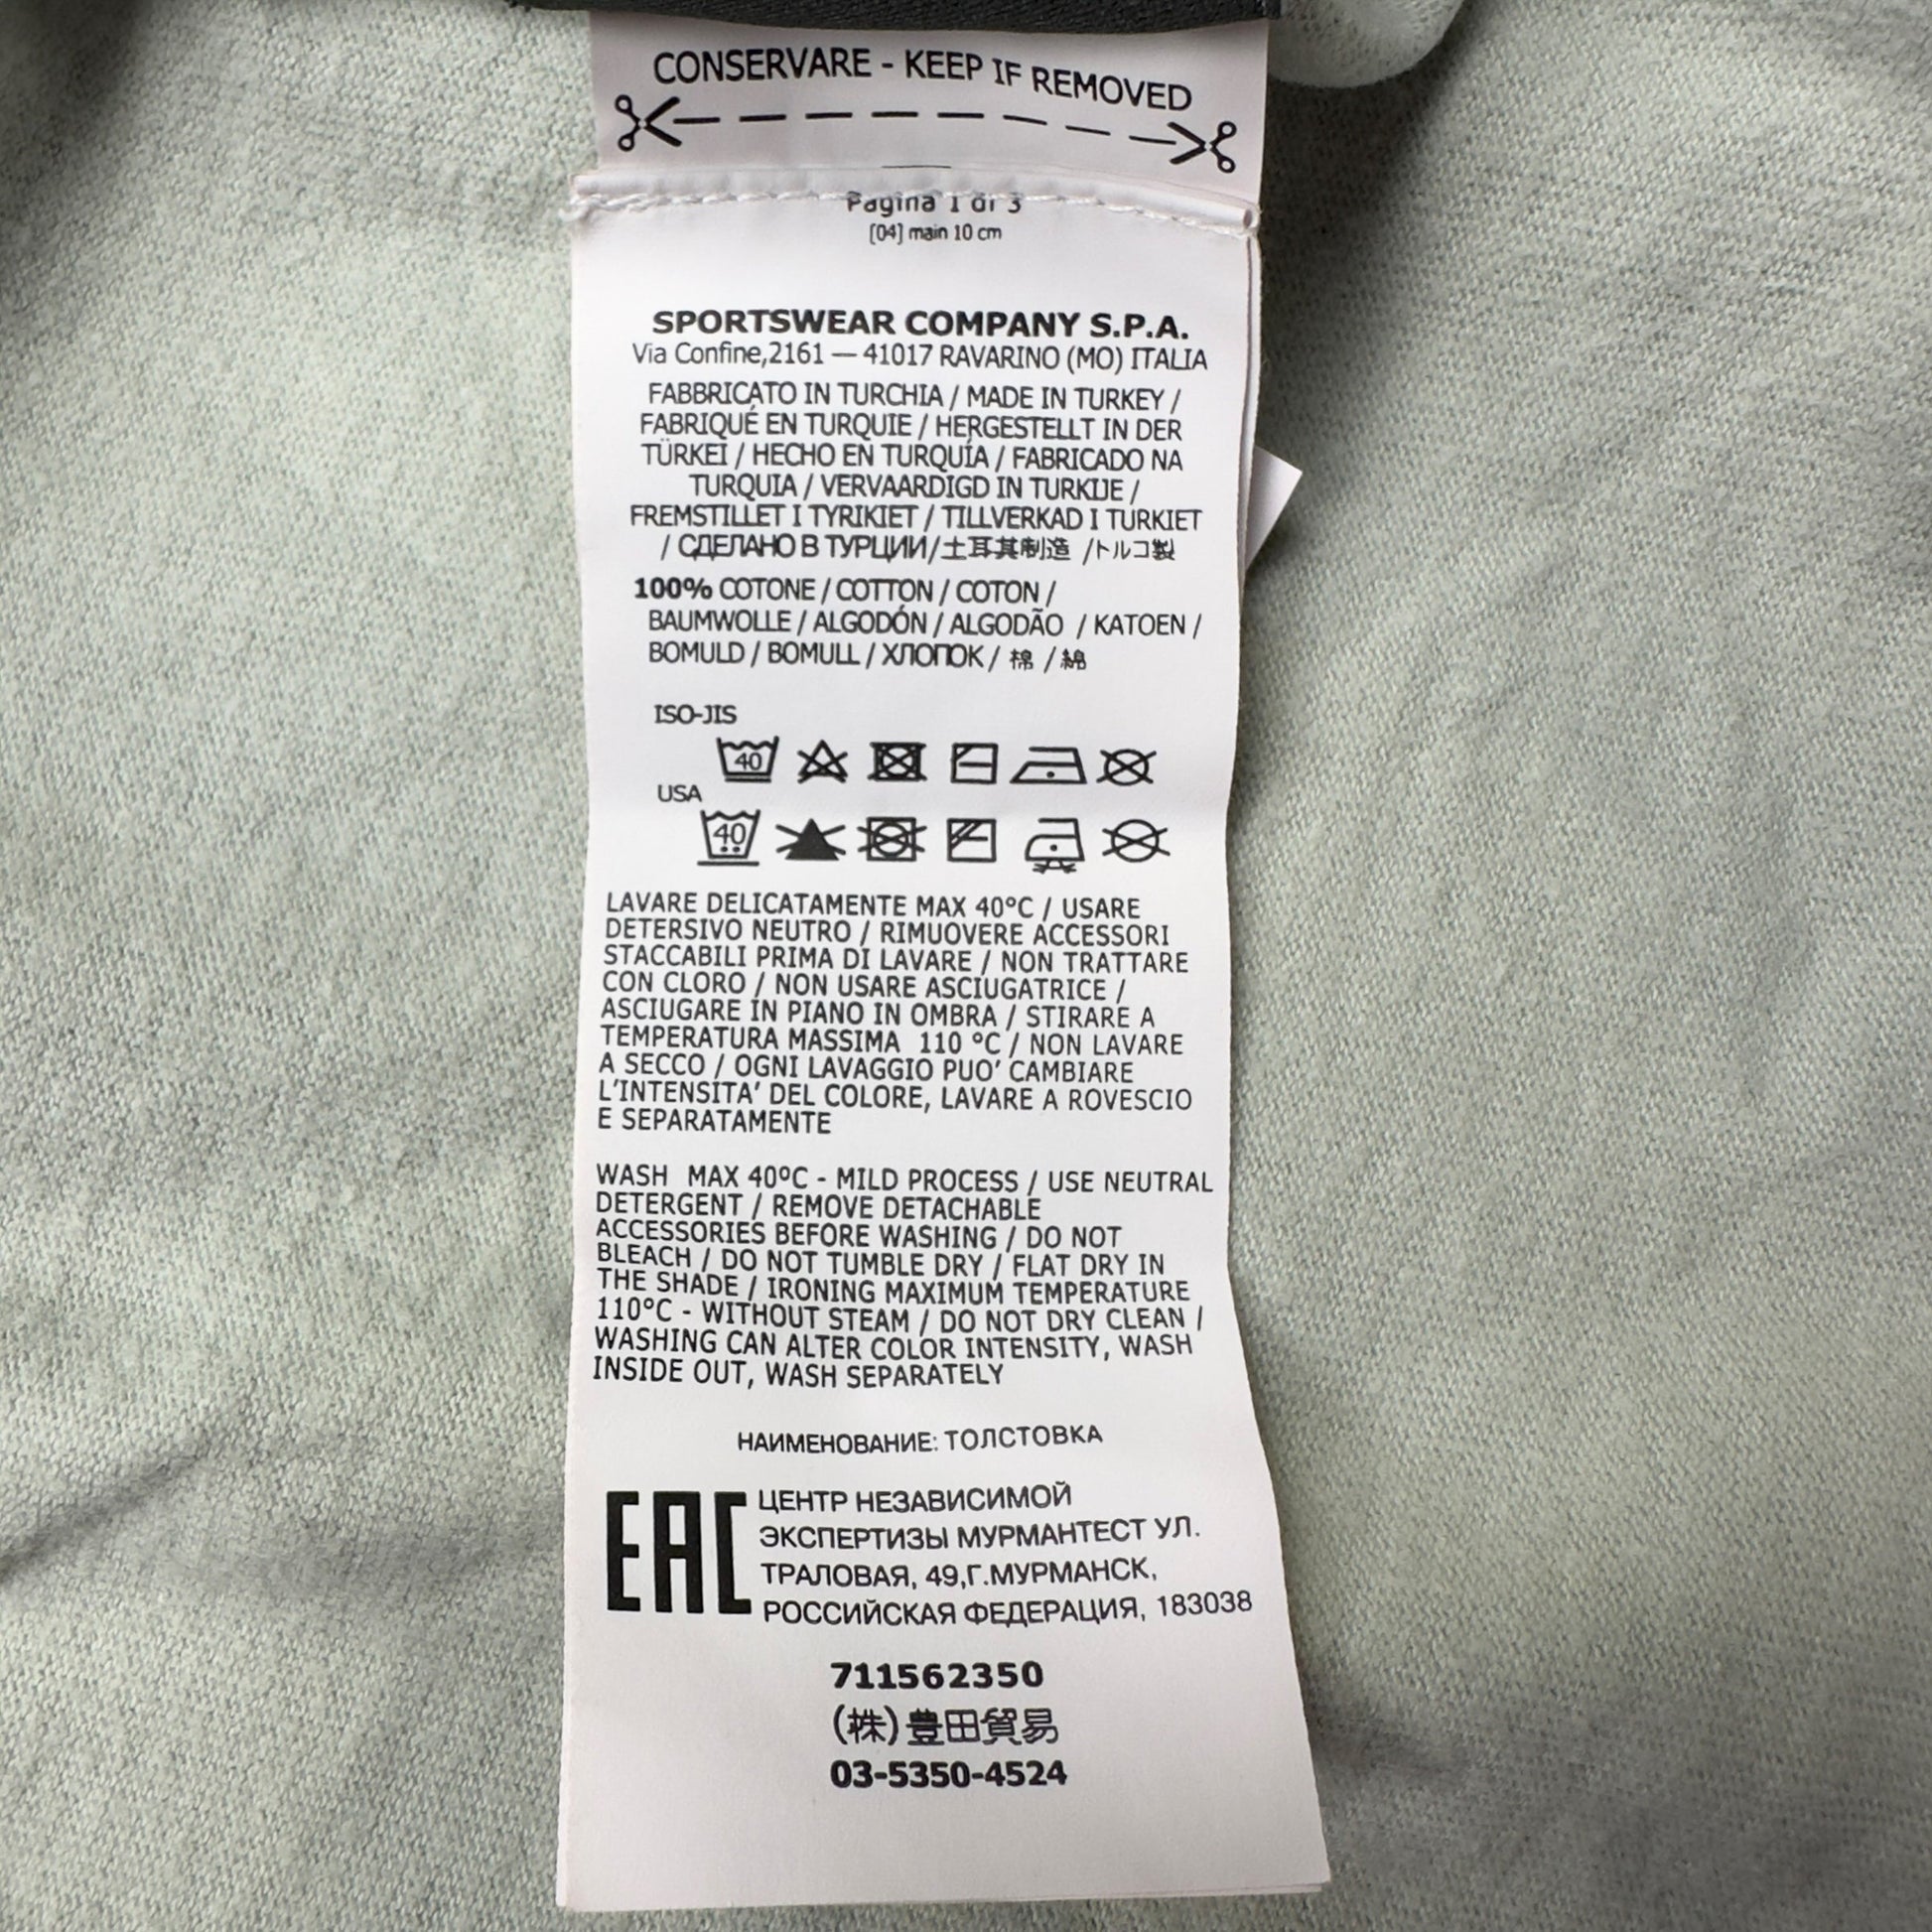 CONSERVARE - KEEP IF REMOVED
Pagina 1 di 3
[04] main 10 cm
SPORTSWEAR COMPANY S.P.A.
Via Confine,2161 — 41017 RAVARINO (MO) ITALIA
FABBRICATO IN TURCHIA / MADE IN TURKEY /
FABRIQUÉ EN TURQUIE / HERGESTELLT IN DER
TÜRKEI / HECHO EN TURQUÍA / FABRICADO NA
TURQUIA / VERVAARDIGD IN TURKIJE /
FREMSTILLET I TYRIKIET / TILLVERKAD I TURKIET
/ СДЕЛАНО В ТУРЦИИ/土耳其制造 /トルコ製
100% COTONE / COTTON / COTON /
BAUMWOLLE / ALGODÓN / ALGODÃO / KATOEN /
BOMULD / BOMULL / ХЛОПОК / 棉 / 綿
ISO-JIS
40
USA
40
LAVARE DELICATAMENTE MAX 40°C / USARE
DETERSIVO NEUTRO / RIMUOVERE ACCESSORI
STACCABILI PRIMA DI LAVARE / NON TRATTARE
CON CLORO / NON USARE ASCIUGATRICE /
ASCIUGARE IN PIANO IN OMBRA / STIRARE A
TEMPERATURA MASSIMA 110 °C / NON LAVARE
A SECCO / OGNI LAVAGGIO PUO' CAMBIARE
L'INTENSITA' DEL COLORE, LAVARE A ROVESCIO
E SEPARATAMENTE
WASH MAX 40ºC - MILD PROCESS / USE NEUTRAL
DETERGENT / REMOVE DETACHABLE
ACCESSORIES BEFORE WASHING / DO NOT
BLEACH / DO NOT TUMBLE DRY / FLAT DRY IN
THE SHADE / IRONING MAXIMUM TEMPERATURE
110°C - WITHOUT STEAM / DO NOT DRY CLEAN /
WASHING CAN ALTER COLOR INTENSITY, WASH
INSIDE OUT, WASH SEPARATELY
НАИМЕНОВАНИЕ: ТОЛСТОВКА
EAC
ЦЕНТР НЕЗАВИСИМОЙ
ЭКСПЕРТИЗЫ МУРМАНТЕСТ УЛ.
ТРАЛОВАЯ, 49,Г.МУРМАНСК,
РОССИЙСКАЯ ФЕДЕРАЦИЯ, 183038
711562350
(株)豊田貿易
03-5350-4524